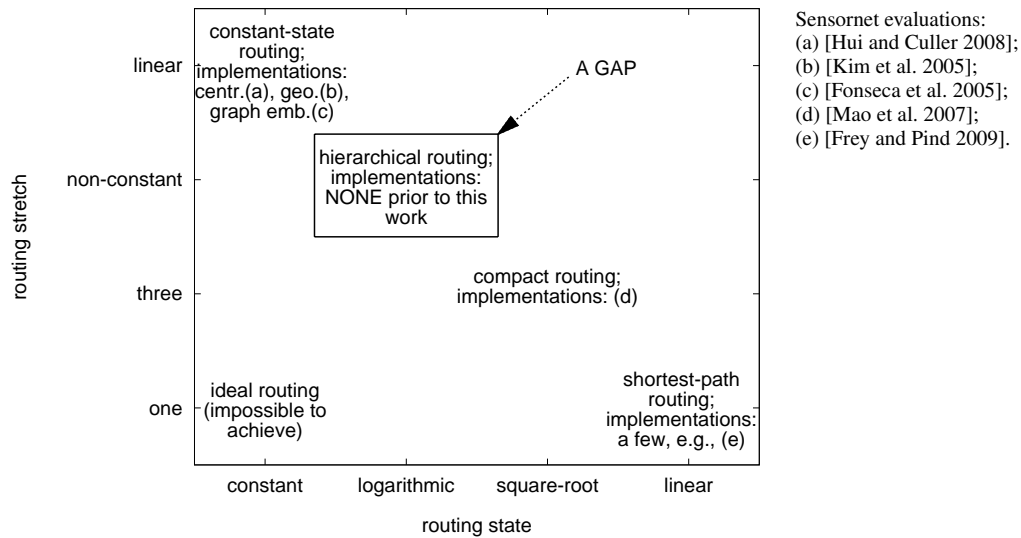 constant-state
routing;
implementations:
centr.(a), geo.(b),
graph emb.(c)
A GAP
hierarchical routing;
implementations:
NONE prior to this
work
compact routing;
implementations: (d)
ideal routing
(impossible to
achieve)
shortest-path
routing;
implementations:
a few, e.g., (e)
linear
non-constant
three
one
routing stretch
constant
logarithmic
square-root
linear
routing state
Sensornet evaluations:
(a) [Hui and Culler 2008];
(b) [Kim et al. 2005];
(c) [Fonseca et al. 2005];
(d) [Mao et al. 2007];
(e) [Frey and Pind 2009].